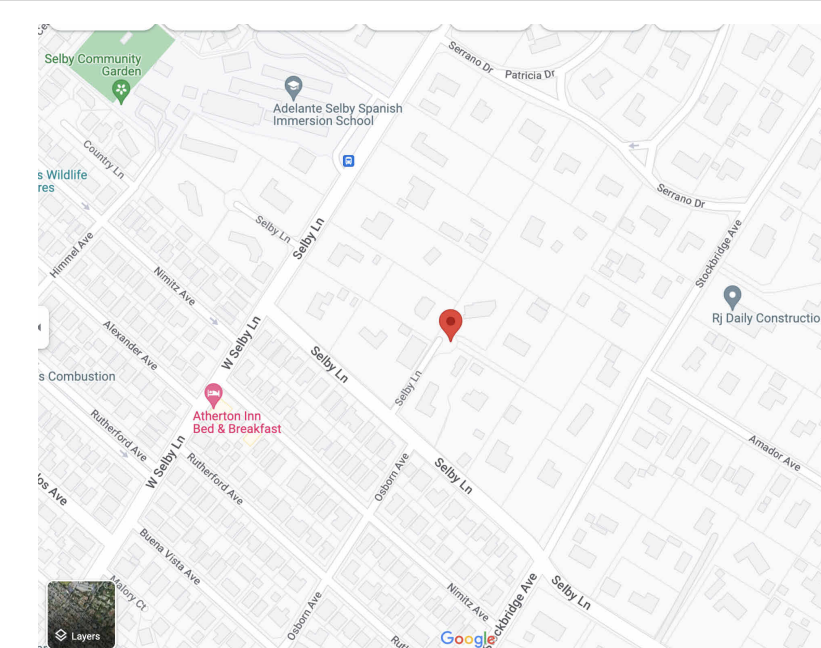 Ce
Serrano Dr
Patricia Dr
Selby Community
Garden
Adelante Selby Spanish
Immersion School
Country Ln
s Wildlife
res
Serrano Dr
Selby Ln
Selby Ln
Stockbridge Ave
Himmel Ave
Nimitz Ave
Rj Daily Constructio
Alexander Ave
W Selby Ln
Selby Ln
s Combustion
Selby Ln
Atherton Inn
Bed & Breakfast
Rutherford Ave
W Selby Ln
Amador Ave
Rutherford Ave
Osborn Ave
Selby Ln
os Ave
Buena Vista Ave
Malory Ct
Nimitz Ave
Selby Ln
ckbridge Ave
Osborn Ave
Layers
Google
Ru